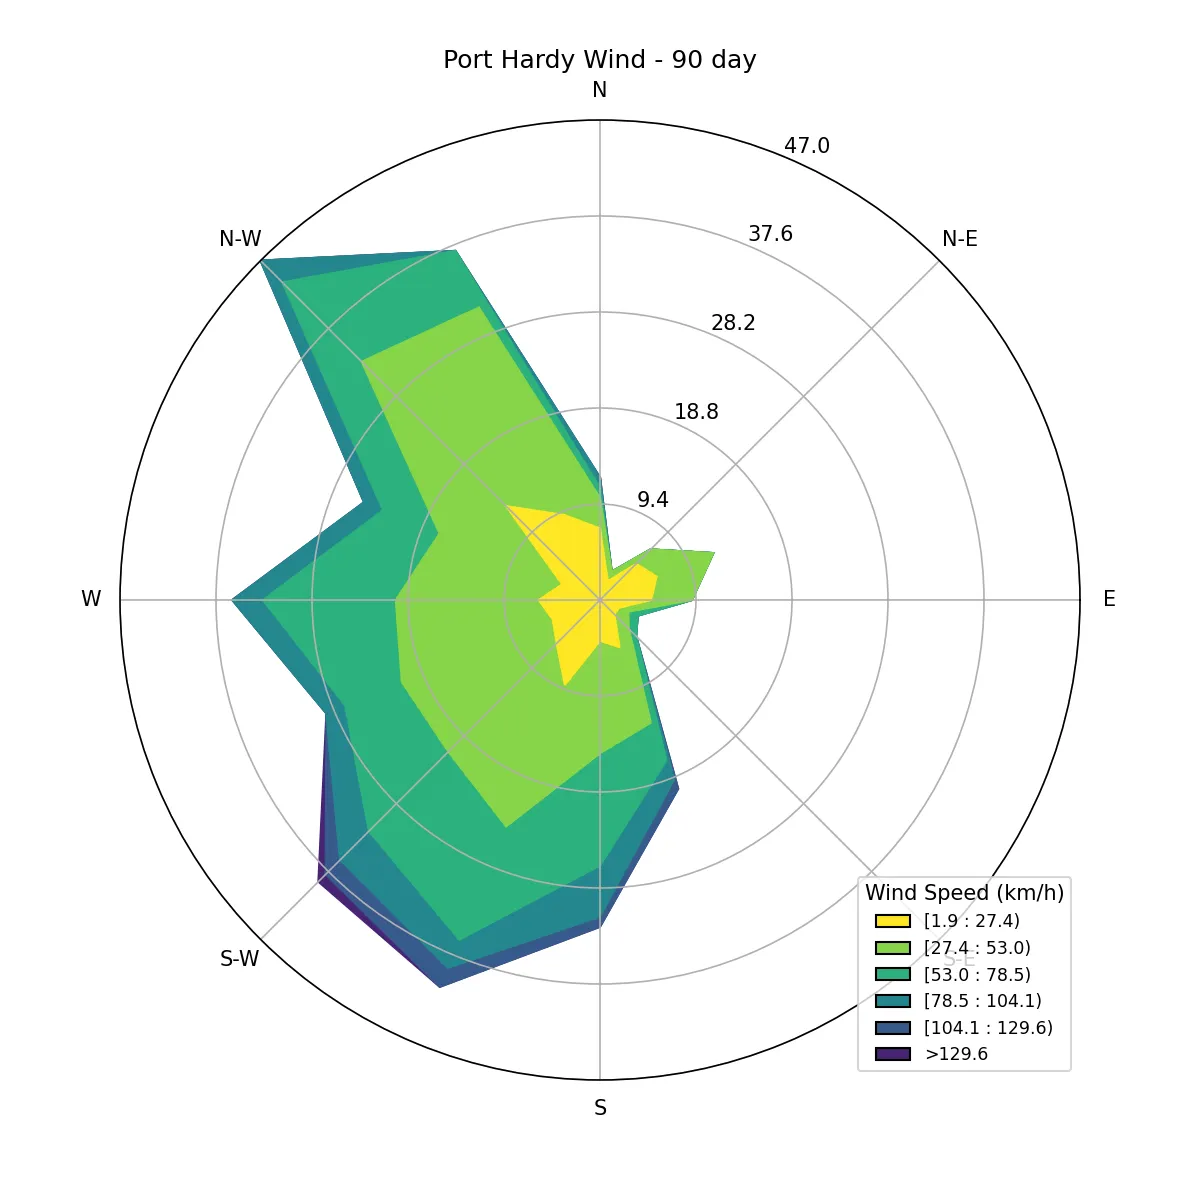 Port Hardy Wind - 90 day
N
47.0
N-W
37.6
N-E
28.2
18.8
9.4
W
E
S-W
S-E
S
Wind Speed (km/h)
[1.9 : 27.4)
[27.4 : 53.0)
[53.0 : 78.5)
[78.5 : 104.1)
[104.1 : 129.6)
>129.6